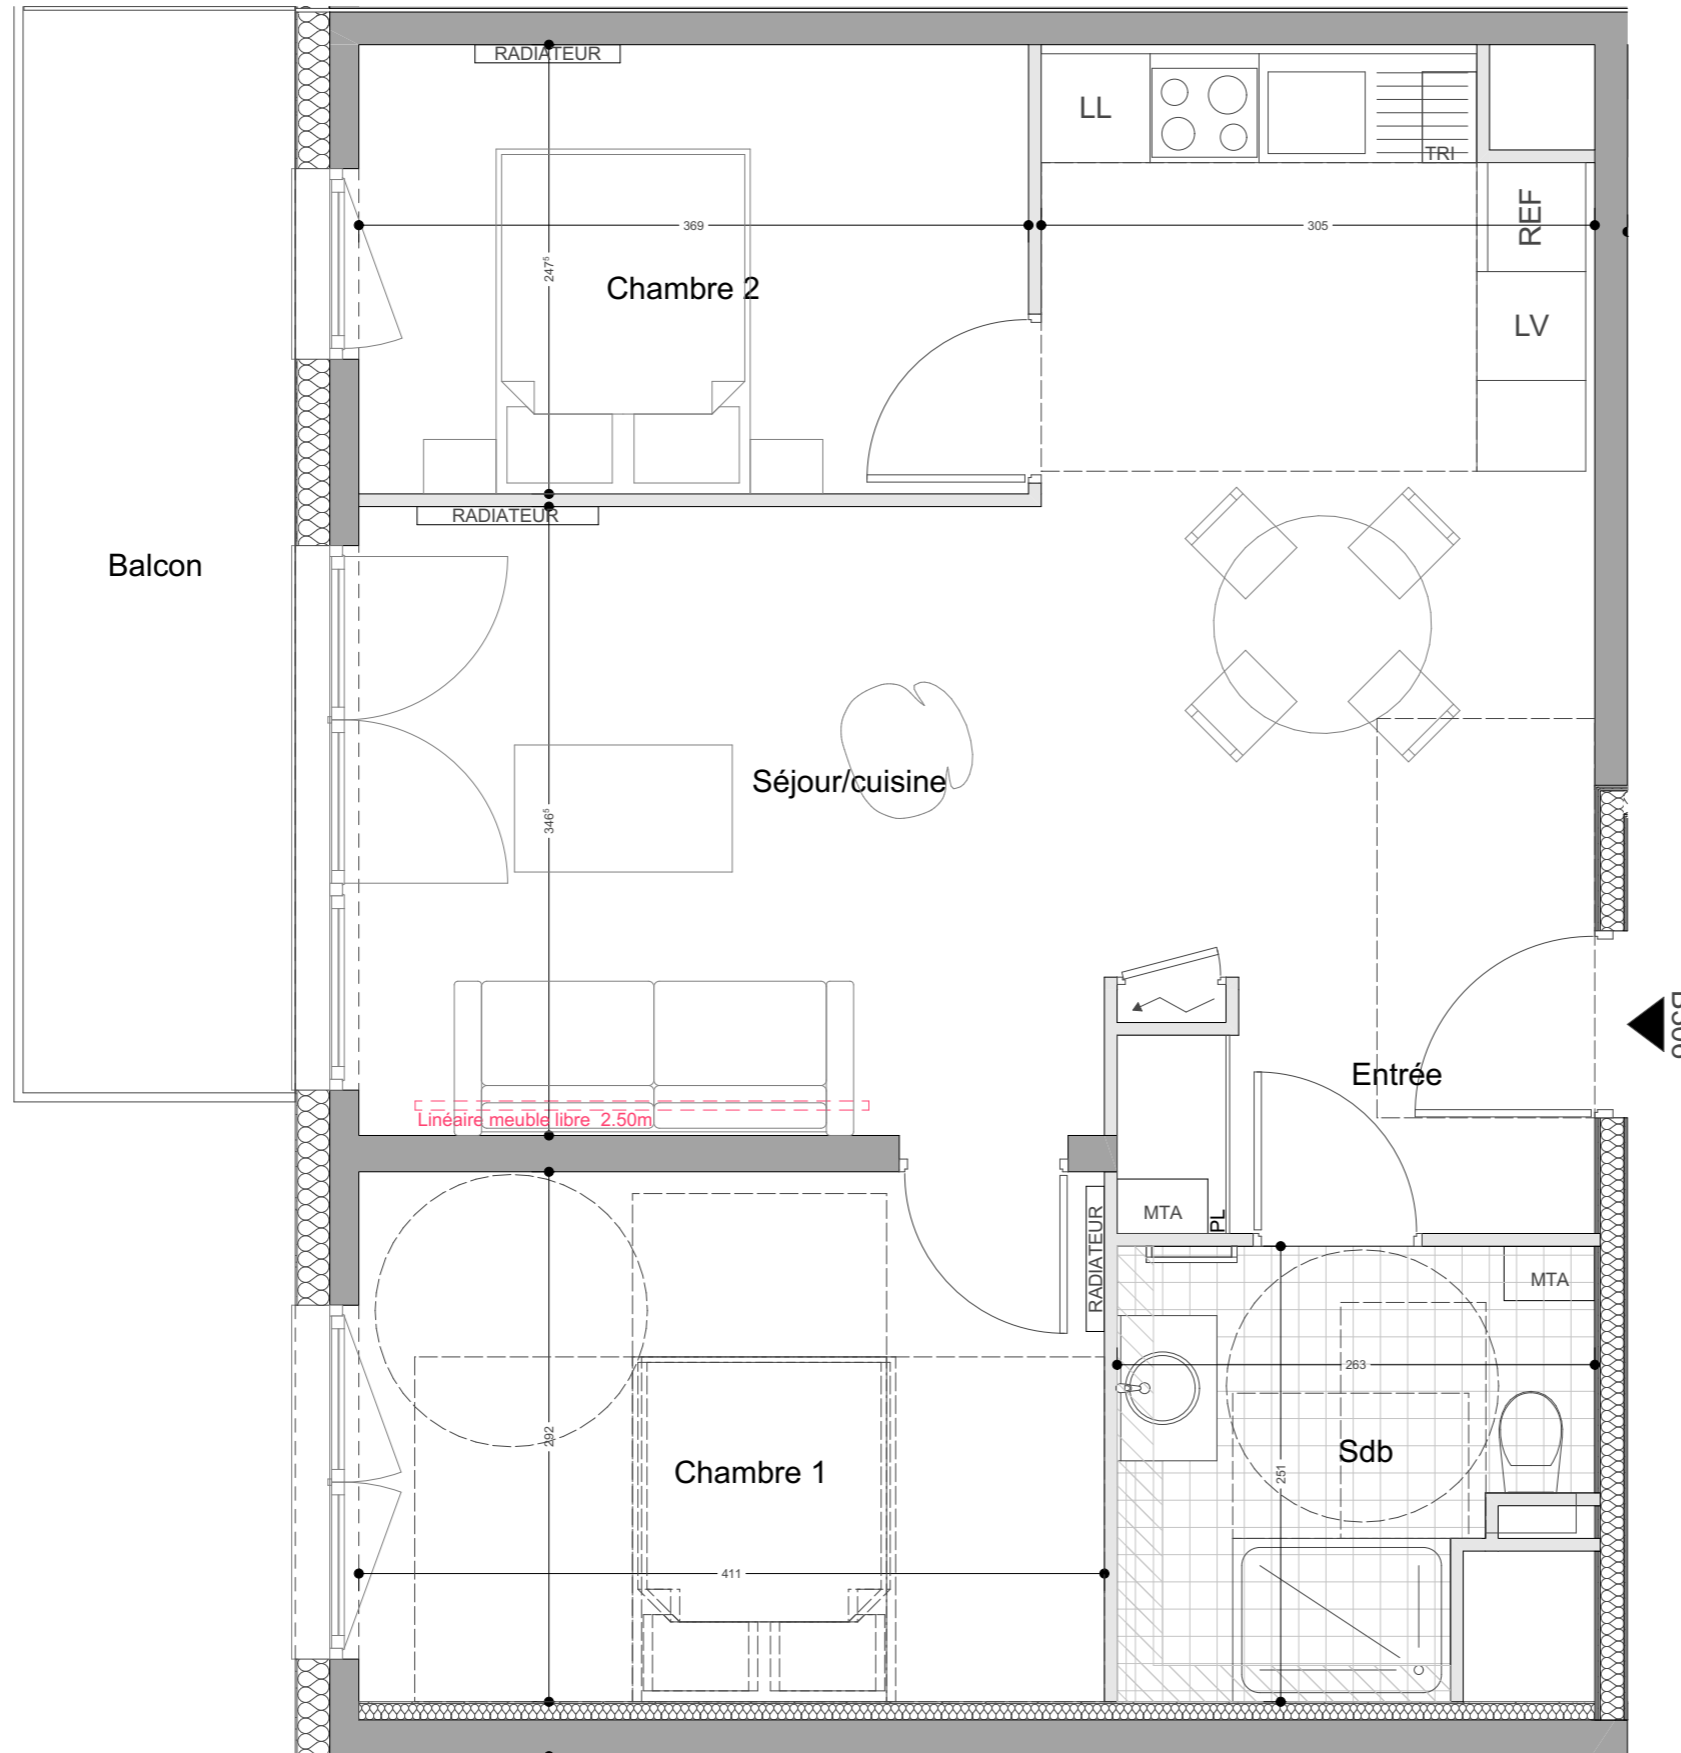 RADIATEUR
LL
TRI
REF
369
305
247⁵
Chambre 2
LV
RADIATEUR
Balcon
Séjour/cuisine
346⁵
Entrée
Linéaire meuble libre 2.50m
MTA
PL
RADIATEUR
MTA
263
292
Sdb
Chambre 1
251
411